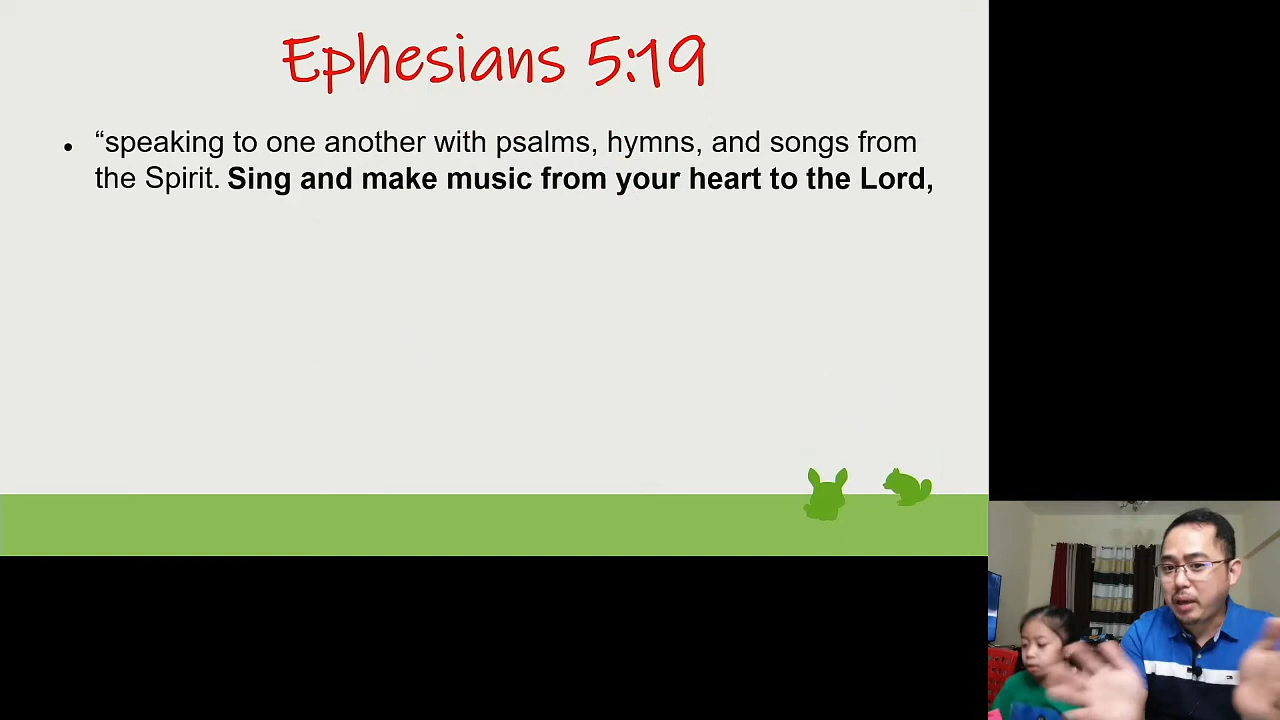 Ephesians 5:19
• “speaking to one another with psalms, hymns, and songs from
the Spirit. Sing and make music from your heart to the Lord,